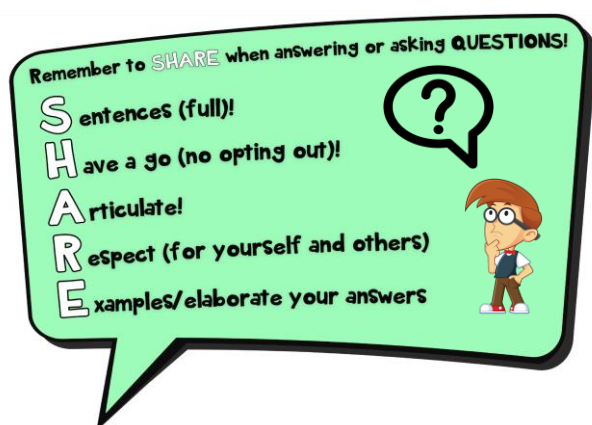 Remember to SHARE when answering or asking QUESTIONS!
?
Sentences (full)!
Have a go (no opting out)!
Articulate!
Respect (for yourself and others)
Examples/elaborate your answers